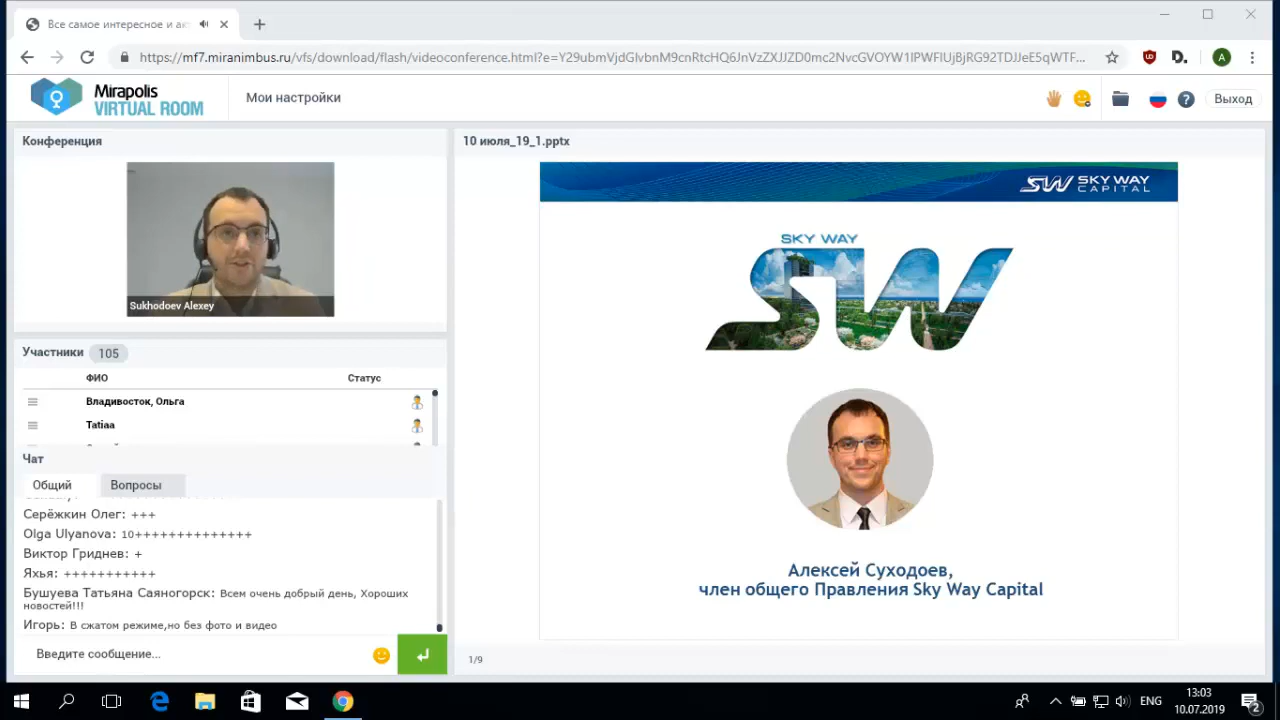 Все самое интересное и ак
https://mf7.miranimbus.ru/vfs/download/flash/videoconference.html?e=Y29ubmVjdGlvbnM9cnRtcHQ6JnVzZXJJZD0mc2NvcGVOYW1lPWFlUjBjRG92TDJJeE5qWTF...
Mirapolis
VIRTUAL ROOM
Мои настройки
Выход
Конференция
Sukhodoev Alexey
Участники 105
ФИО Статус
Владивосток, Ольга
Tatiaa
Чат
Общий Вопросы
Серёжкин Олег: +++
Olga Ulyanova: 10++++++++++++++
Виктор Гриднев: +
Яхья: +++++++++++
Бушуева Татьяна Саяногорск: Всем очень добрый день, Хороших
новостей!!!
Игорь: В сжатом режиме,но без фото и видео
Введите сообщение...
10 июля_19_1.pptx
SW SKY WAY
CAPITAL
SKY WAY
SW
Алексей Суходоев,
член общего Правления Sky Way Capital
1/9
ENG
13:03
10.07.2019
2